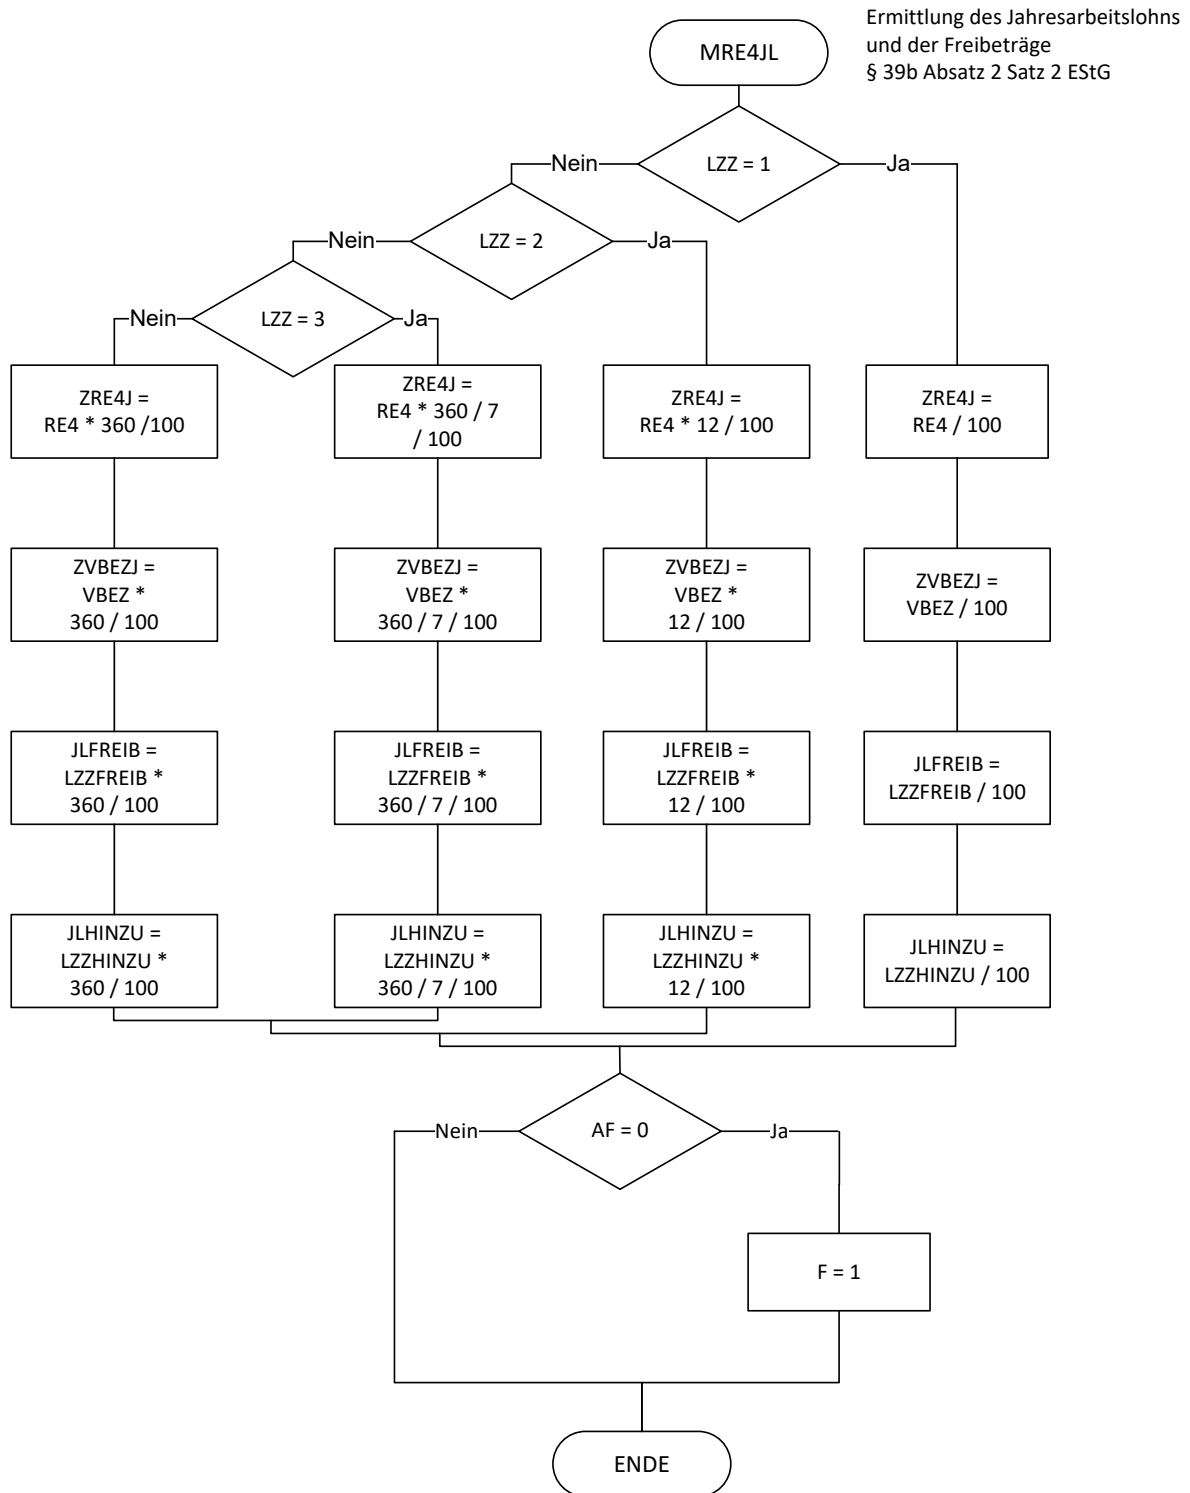 Ermittlung des Jahresarbeitslohns
und der Freibeträge
§ 39b Absatz 2 Satz 2 EStG
MRE4JL
LZZ = 1
Nein
Ja
LZZ = 2
Nein
Ja
LZZ = 3
Nein
Ja
ZRE4J =
RE4 * 360 /100
ZRE4J =
RE4 * 360 / 7
/ 100
ZRE4J =
RE4 * 12 / 100
ZRE4J =
RE4 / 100
ZVBEZJ =
VBEZ *
360 / 100
ZVBEZJ =
VBEZ *
360 / 7 / 100
ZVBEZJ =
VBEZ *
12 / 100
ZVBEZJ =
VBEZ / 100
JLFREIB =
LZZFREIB *
360 / 100
JLFREIB =
LZZFREIB *
360 / 7 / 100
JLFREIB =
LZZFREIB *
12 / 100
JLFREIB =
LZZFREIB / 100
JLHINZU =
LZZHINZU *
360 / 100
JLHINZU =
LZZHINZU *
360 / 7 / 100
JLHINZU =
LZZHINZU *
12 / 100
JLHINZU =
LZZHINZU / 100
AF = 0
Nein
Ja
F = 1
ENDE